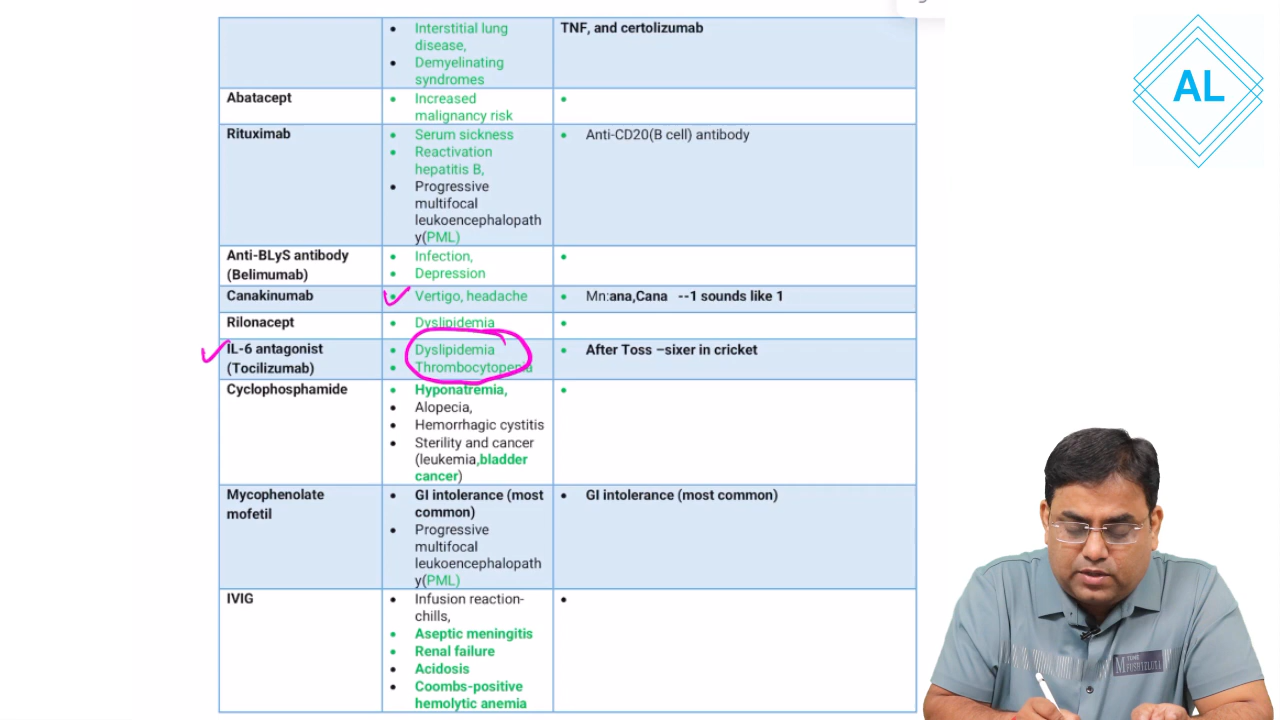 AL
Interstitial lung
disease,
Demyelinating
syndromes
TNF, and certolizumab
Abatacept
Increased
malignancy risk
Rituximab
Serum sickness
Reactivation
hepatitis B,
Progressive
multifocal
leukoencephalopath
y(PML)
Anti-CD20(B cell) antibody
Anti-BLyS antibody
(Belimumab)
Infection,
Depression
Canakinumab
Vertigo, headache
Mn:ana,Cana --1 sounds like 1
Rilonacept
Dyslipidemia
IL-6 antagonist
(Tocilizumab)
Dyslipidemia
Thrombocytopenia
After Toss –sixer in cricket
Cyclophosphamide
Hyponatremia,
Alopecia,
Hemorrhagic cystitis
Sterility and cancer
(leukemia,bladder
cancer)
Mycophenolate
mofetil
GI intolerance (most
common)
Progressive
multifocal
leukoencephalopath
y(PML)
GI intolerance (most common)
IVIG
Infusion reaction-
chills,
Aseptic meningitis
Renal failure
Acidosis
Coombs-positive
hemolytic anemia